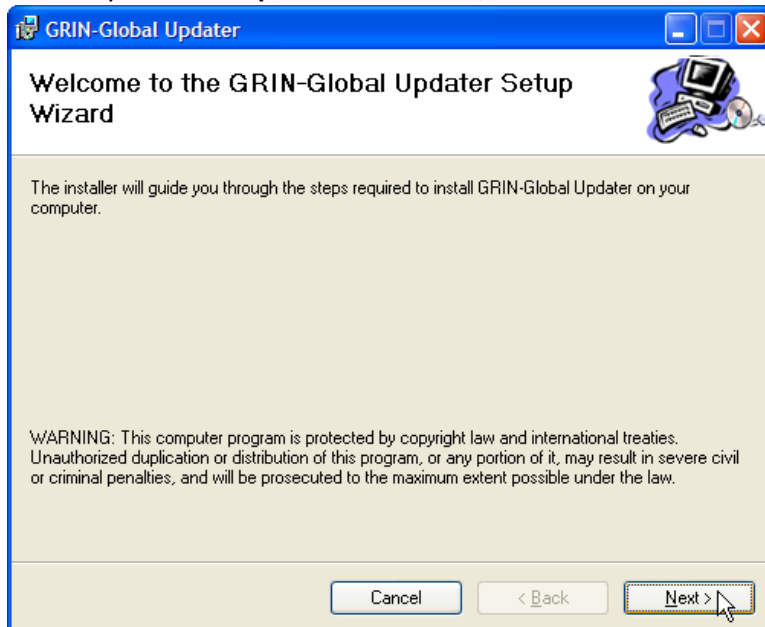 GRIN-Global Updater
Welcome to the GRIN-Global Updater Setup
Wizard
The installer will guide you through the steps required to install GRIN-Global Updater on your
computer.
WARNING: This computer program is protected by copyright law and international treaties.
Unauthorized duplication or distribution of this program, or any portion of it, may result in severe civil
or criminal penalties, and will be prosecuted to the maximum extent possible under the law.
Cancel
< Back
Next >